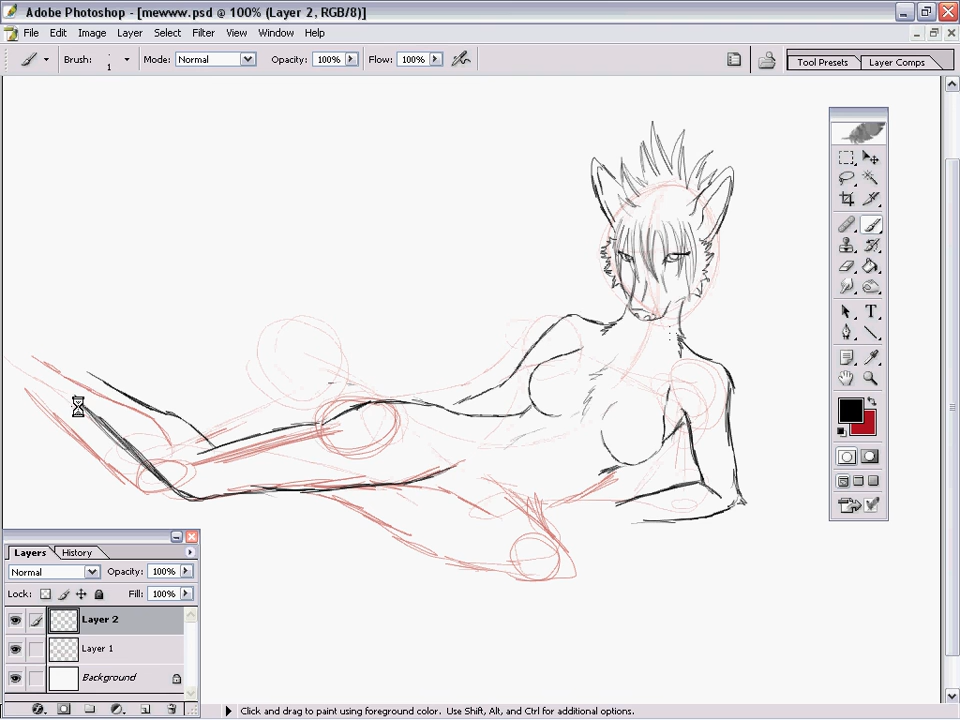 Adobe Photoshop - [mewww.psd @ 100% (Layer 2, RGB/8)]
File Edit Image Layer Select Filter View Window Help
Brush: 1 Mode: Normal Opacity: 100% Flow: 100% Tool Presets Layer Comps
Layers History
Normal Opacity: 100%
Lock: Fill: 100%
Layer 2
Layer 1
Background
Click and drag to paint using foreground color. Use Shift, Alt, and Ctrl for additional options.